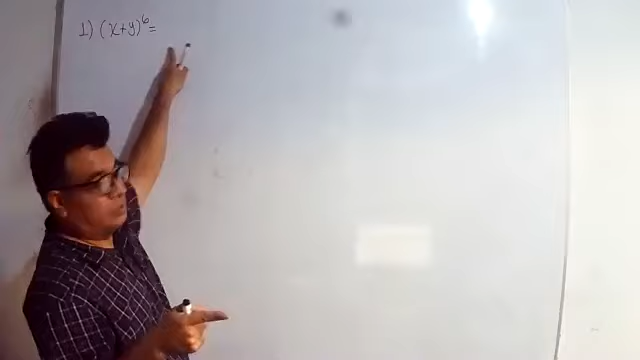 1) (x+y)⁶=